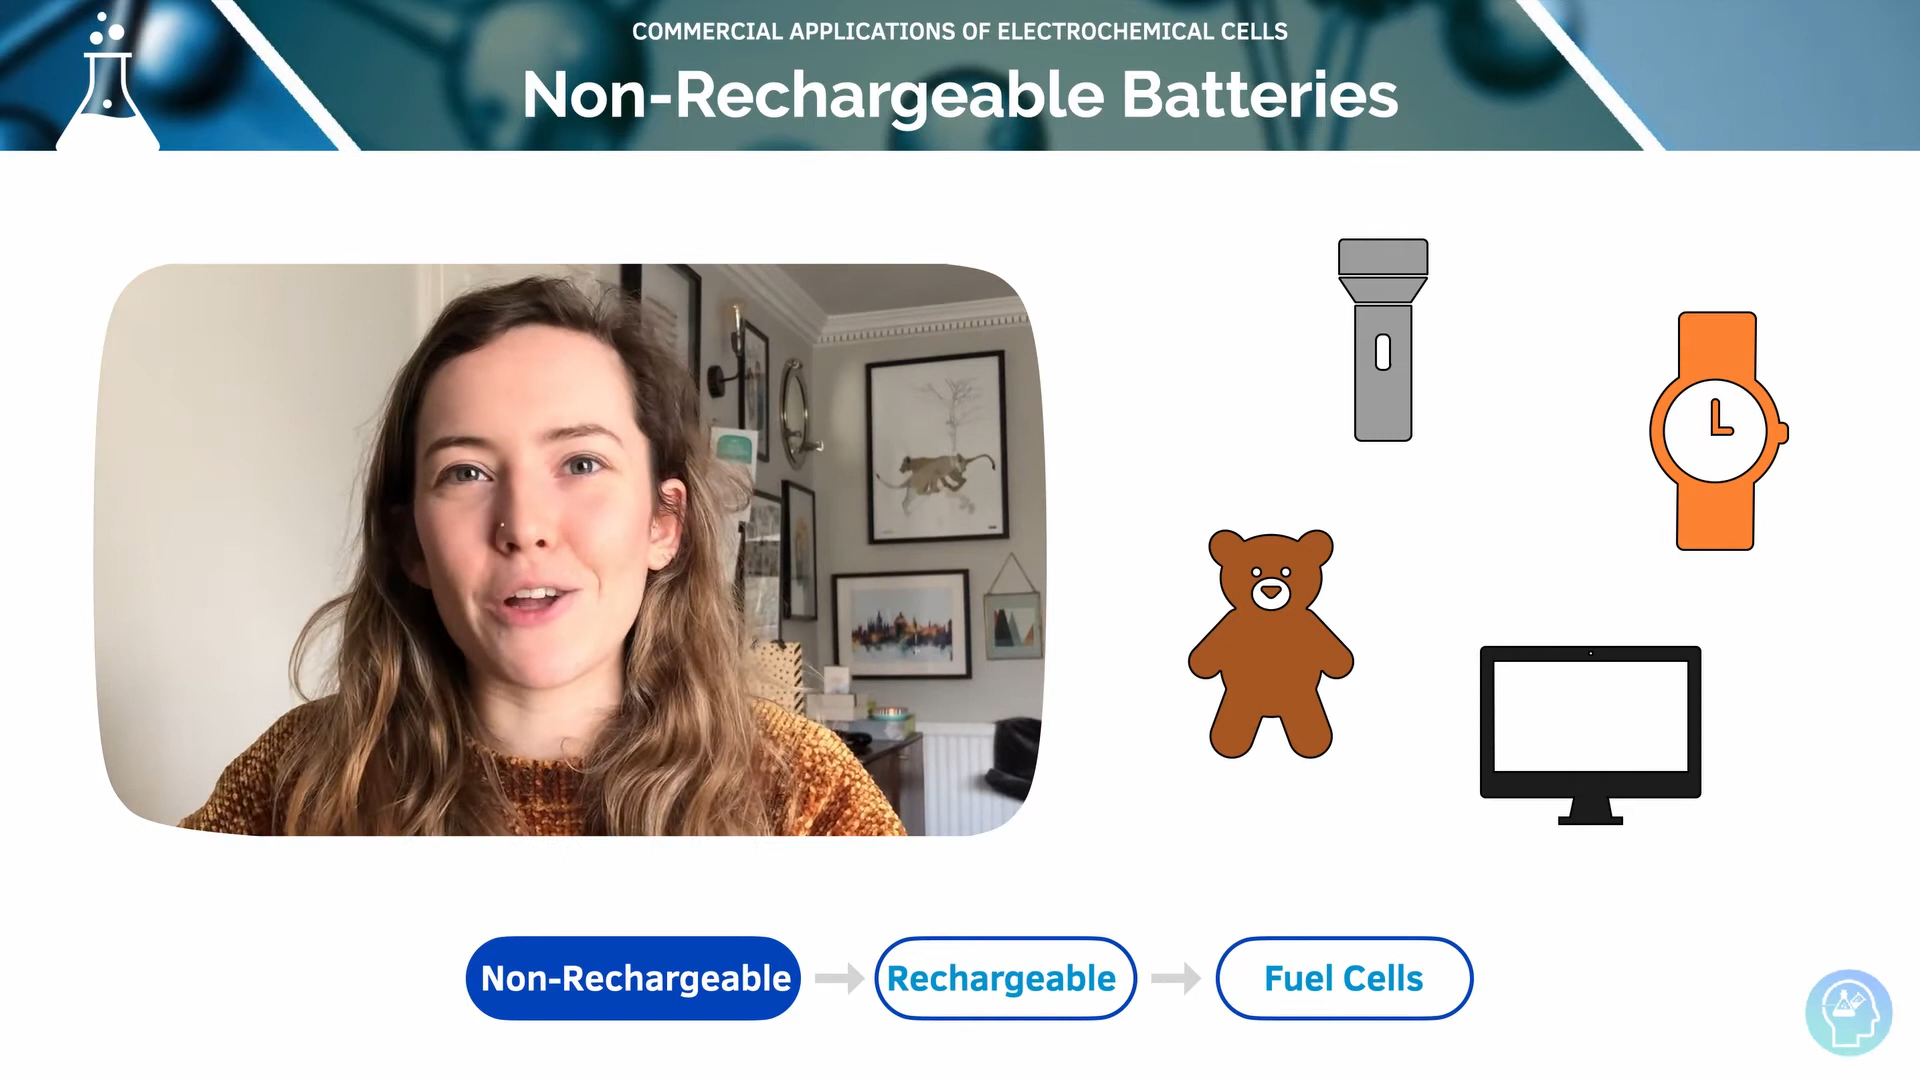 COMMERCIAL APPLICATIONS OF ELECTROCHEMICAL CELLS
Non-Rechargeable Batteries
Non-Rechargeable
Rechargeable
Fuel Cells